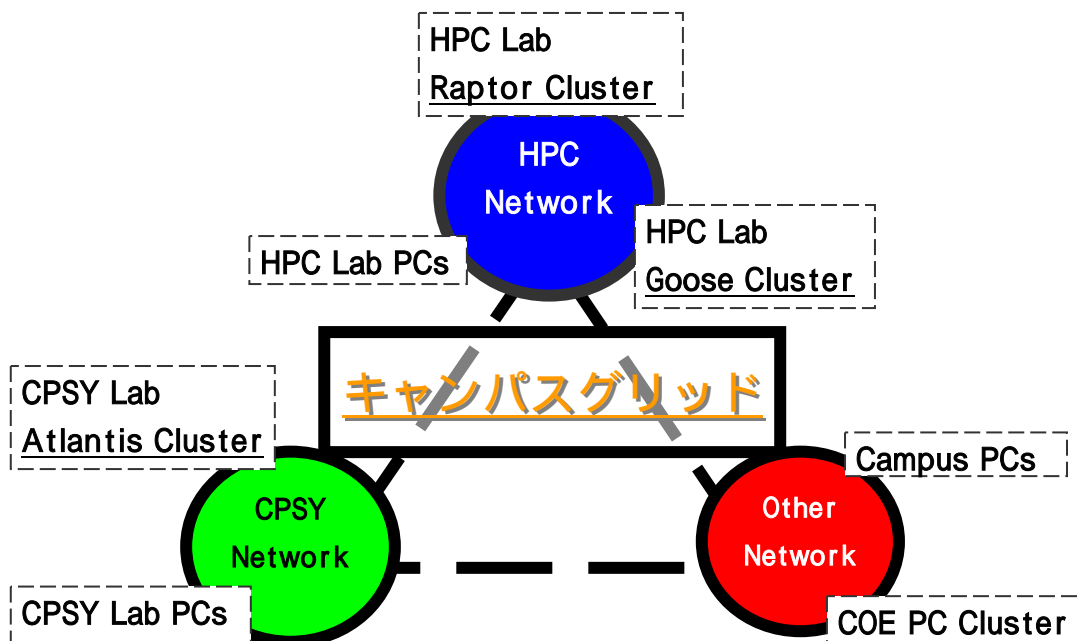 HPC Lab
Raptor Cluster
HPC
Network
HPC Lab
Goose Cluster
HPC Lab PCs
キャンパスグリッド
CPSY Lab
Atlantis Cluster
Campus PCs
CPSY
Network
Other
Network
CPSY Lab PCs
COE PC Cluster